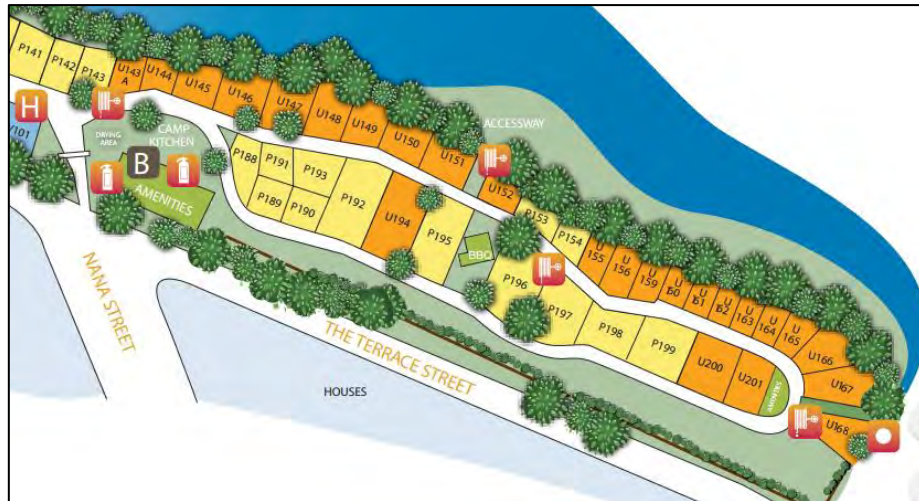 P141
P142
P143
U143
A
U144
U145
U146
U147
U148
U149
U150
U151
ACCESSWAY
U152
P153
P154
U
155
U
156
U
159
U
U
U
U
163
U
164
U
165
U166
U167
U168
H
DRYING
AREA
CAMP
KITCHEN
B
AMENITIES
P188
P191
P193
P189
P190
P192
U194
P195
BBQ
P196
P197
P198
P199
U200
U201
NANA STREET
THE TERRACE STREET
HOUSES